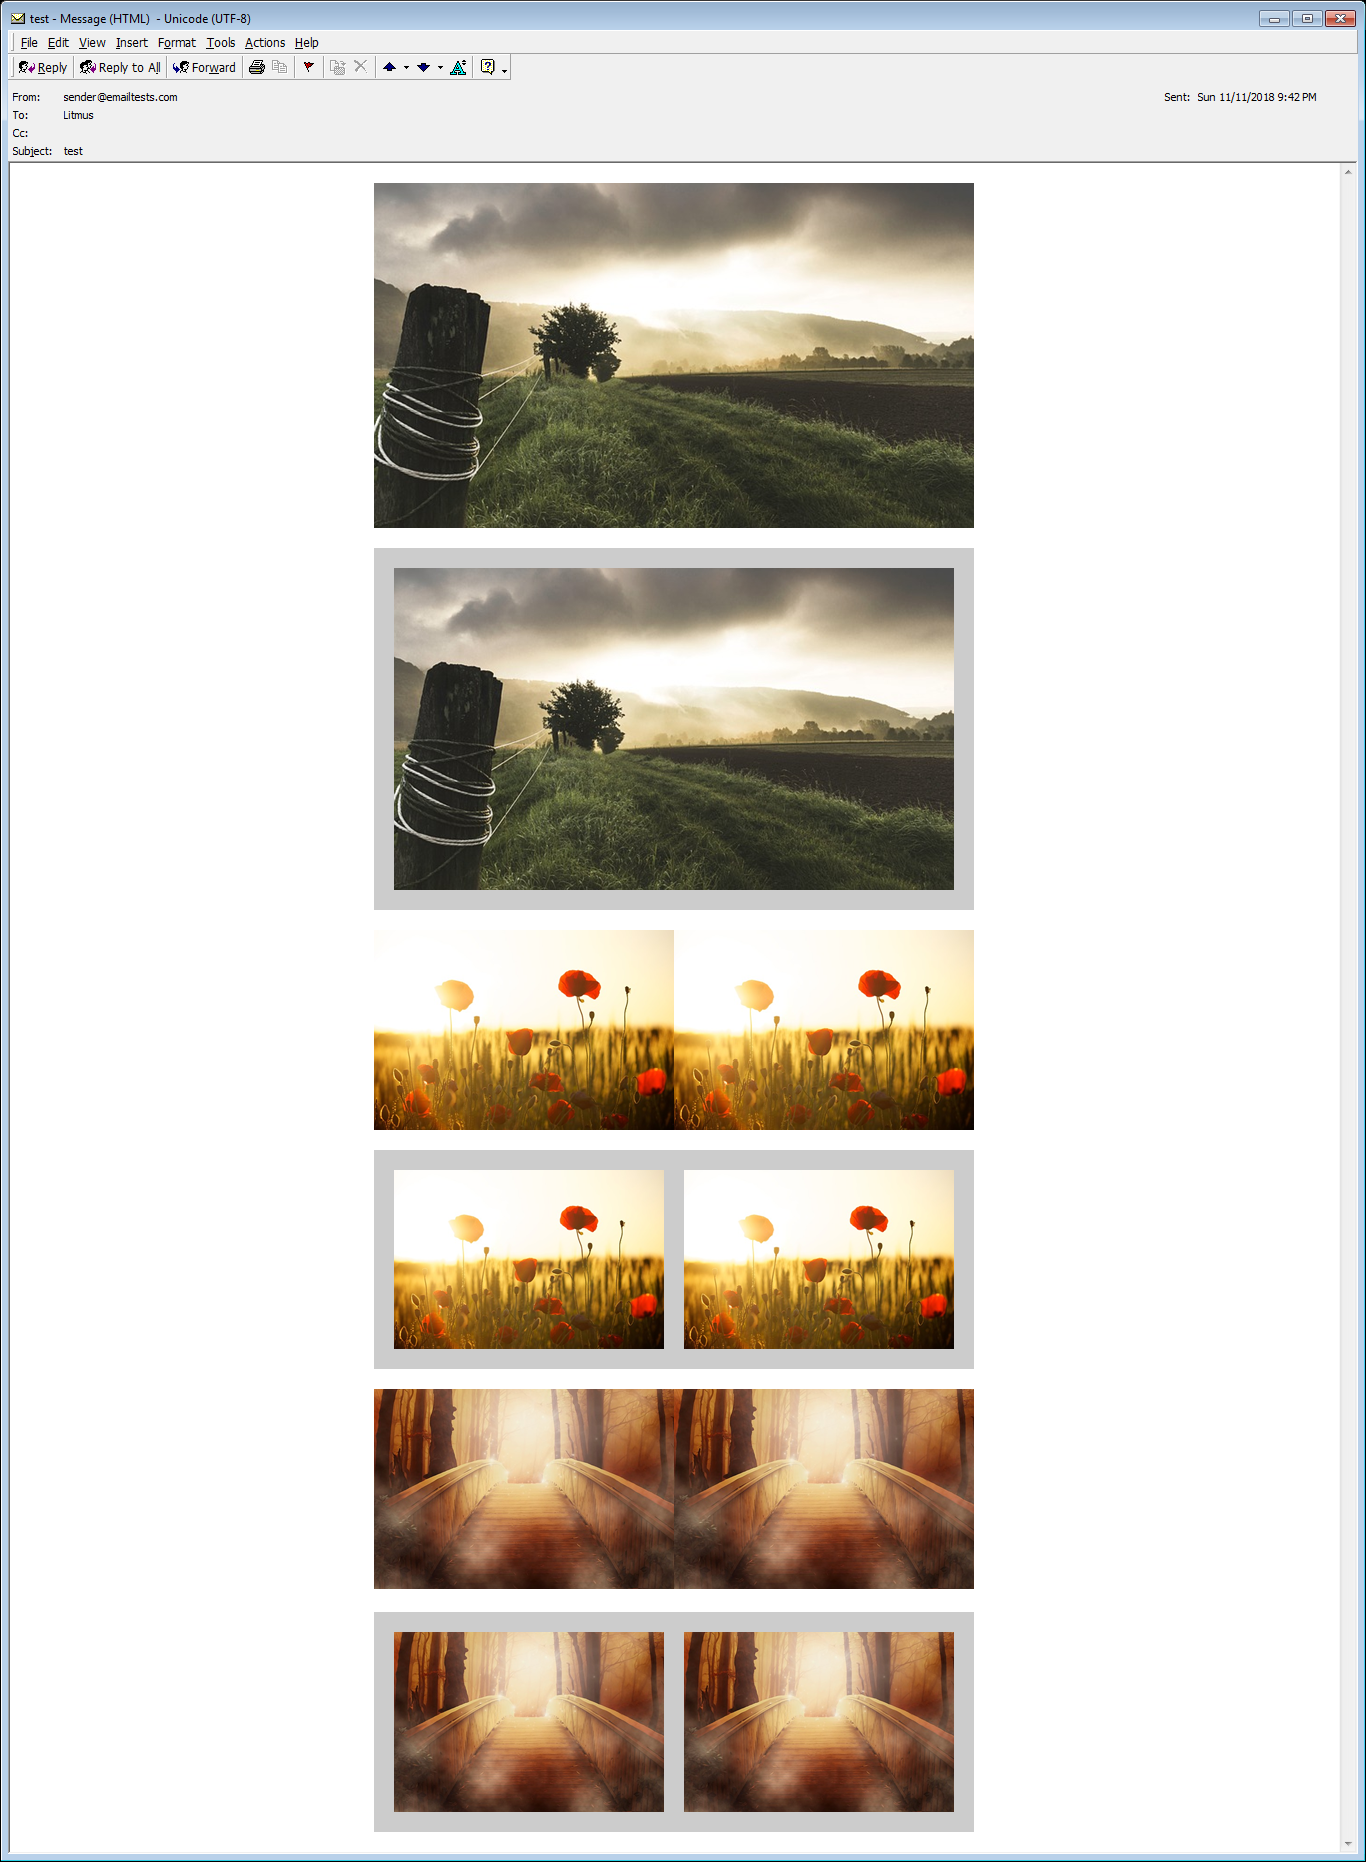 test - Message (HTML)  - Unicode (UTF-8)
File Edit View Insert Format Tools Actions Help
Reply Reply to All Forward
From: sender@emailtests.com Sent: Sun 11/11/2018 9:42 PM
To: Litmus
Cc:
Subject: test